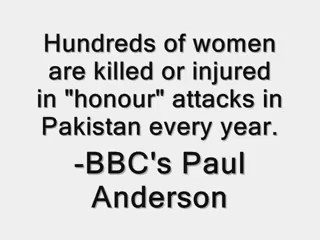 Hundreds of women
are killed or injured
in "honour" attacks in
Pakistan every year.
-BBC's Paul
Anderson